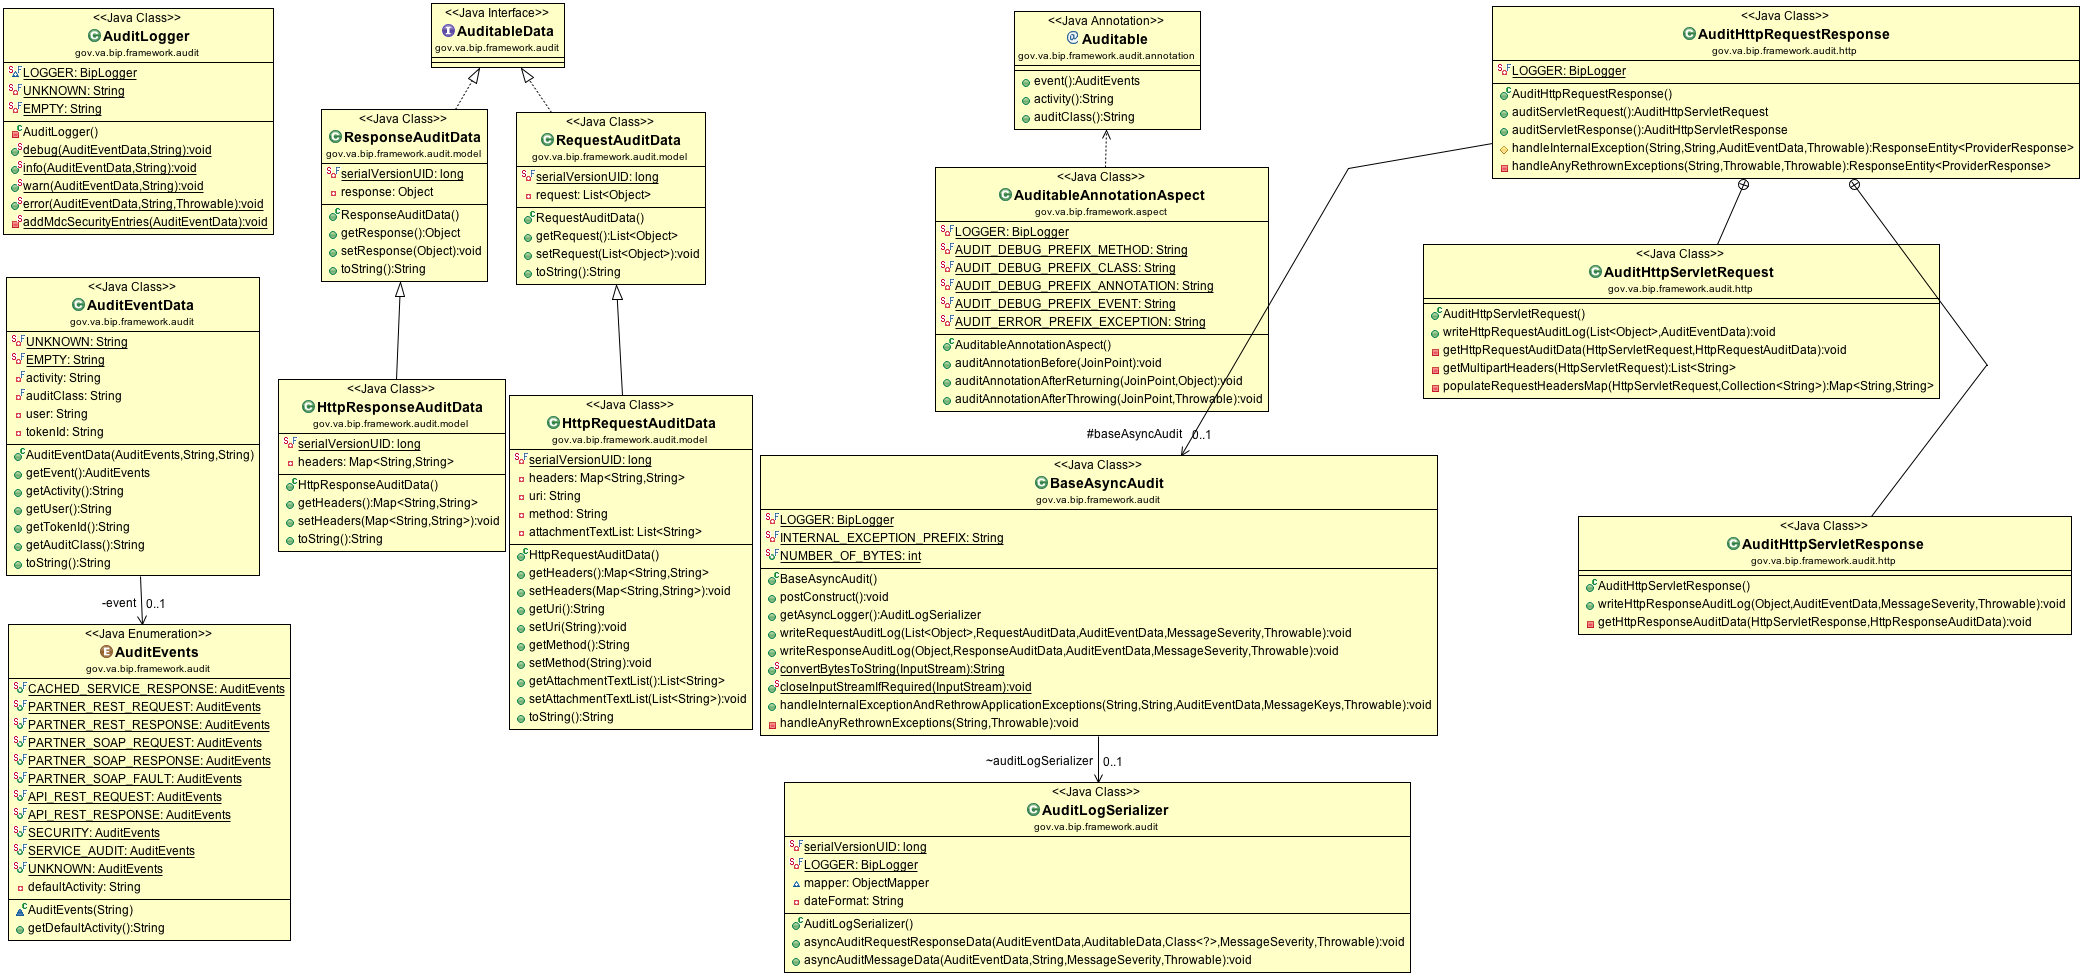 <<Java Class>>
AuditLogger
gov.va.bip.framework.audit
LOGGER: BipLogger
UNKNOWN: String
EMPTY: String
AuditLogger()
debug(AuditEventData,String):void
info(AuditEventData,String):void
warn(AuditEventData,String):void
error(AuditEventData,String,Throwable):void
addMdcSecurityEntries(AuditEventData):void
<<Java Interface>>
AuditableData
gov.va.bip.framework.audit
<<Java Class>>
ResponseAuditData
gov.va.bip.framework.audit.model
serialVersionUID: long
response: Object
ResponseAuditData()
getResponse():Object
setResponse(Object):void
toString():String
<<Java Class>>
RequestAuditData
gov.va.bip.framework.audit.model
serialVersionUID: long
request: List<Object>
RequestAuditData()
getRequest():List<Object>
setRequest(List<Object>):void
toString():String
<<Java Annotation>>
Auditable
gov.va.bip.framework.audit.annotation
event():AuditEvents
activity():String
auditClass():String
<<Java Class>>
AuditableAnnotationAspect
gov.va.bip.framework.aspect
LOGGER: BipLogger
AUDIT_DEBUG_PREFIX_METHOD: String
AUDIT_DEBUG_PREFIX_CLASS: String
AUDIT_DEBUG_PREFIX_ANNOTATION: String
AUDIT_DEBUG_PREFIX_EVENT: String
AUDIT_ERROR_PREFIX_EXCEPTION: String
AuditableAnnotationAspect()
auditAnnotationBefore(JoinPoint):void
auditAnnotationAfterReturning(JoinPoint,Object):void
auditAnnotationAfterThrowing(JoinPoint,Throwable):void
<<Java Class>>
AuditHttpRequestResponse
gov.va.bip.framework.audit.http
LOGGER: BipLogger
AuditHttpRequestResponse()
auditServletRequest():AuditHttpServletRequest
auditServletResponse():AuditHttpServletResponse
handleInternalException(String,String,AuditEventData,Throwable):ResponseEntity<ProviderResponse>
handleAnyRethrownExceptions(String,Throwable,Throwable):ResponseEntity<ProviderResponse>
<<Java Class>>
AuditHttpServletRequest
gov.va.bip.framework.audit.http
AuditHttpServletRequest()
writeHttpRequestAuditLog(List<Object>,AuditEventData):void
getHttpRequestAuditData(HttpServletRequest,HttpRequestAuditData):void
getMultipartHeaders(HttpServletRequest):List<String>
populateRequestHeadersMap(HttpServletRequest,Collection<String>):Map<String,String>
<<Java Class>>
AuditEventData
gov.va.bip.framework.audit
UNKNOWN: String
EMPTY: String
activity: String
auditClass: String
user: String
tokenId: String
AuditEventData(AuditEvents,String,String)
getEvent():AuditEvents
getActivity():String
getUser():String
getTokenId():String
getAuditClass():String
toString():String
-event 0..1
<<Java Enumeration>>
AuditEvents
gov.va.bip.framework.audit
CACHED_SERVICE_RESPONSE: AuditEvents
PARTNER_REST_REQUEST: AuditEvents
PARTNER_REST_RESPONSE: AuditEvents
PARTNER_SOAP_REQUEST: AuditEvents
PARTNER_SOAP_RESPONSE: AuditEvents
PARTNER_SOAP_FAULT: AuditEvents
API_REST_REQUEST: AuditEvents
API_REST_RESPONSE: AuditEvents
SECURITY: AuditEvents
SERVICE_AUDIT: AuditEvents
UNKNOWN: AuditEvents
defaultActivity: String
AuditEvents(String)
getDefaultActivity():String
<<Java Class>>
HttpResponseAuditData
gov.va.bip.framework.audit.model
serialVersionUID: long
headers: Map<String,String>
HttpResponseAuditData()
getHeaders():Map<String,String>
setHeaders(Map<String,String>):void
toString():String
<<Java Class>>
HttpRequestAuditData
gov.va.bip.framework.audit.model
serialVersionUID: long
headers: Map<String,String>
uri: String
method: String
attachmentTextList: List<String>
HttpRequestAuditData()
getHeaders():Map<String,String>
setHeaders(Map<String,String>):void
getUri():String
setUri(String):void
getMethod():String
setMethod(String):void
getAttachmentTextList():List<String>
setAttachmentTextList(List<String>):void
toString():String
#baseAsyncAudit 0..1
<<Java Class>>
BaseAsyncAudit
gov.va.bip.framework.audit
LOGGER: BipLogger
INTERNAL_EXCEPTION_PREFIX: String
NUMBER_OF_BYTES: int
BaseAsyncAudit()
postConstruct():void
getAsyncLogger():AuditLogSerializer
writeRequestAuditLog(List<Object>,RequestAuditData,AuditEventData,MessageSeverity,Throwable):void
writeResponseAuditLog(Object,ResponseAuditData,AuditEventData,MessageSeverity,Throwable):void
convertBytesToString(InputStream):String
closeInputStreamIfRequired(InputStream):void
handleInternalExceptionAndRethrowApplicationExceptions(String,String,AuditEventData,MessageKeys,Throwable):void
handleAnyRethrownExceptions(String,Throwable):void
~auditLogSerializer 0..1
<<Java Class>>
AuditLogSerializer
gov.va.bip.framework.audit
serialVersionUID: long
LOGGER: BipLogger
mapper: ObjectMapper
dateFormat: String
AuditLogSerializer()
asyncAuditRequestResponseData(AuditEventData,AuditableData,Class<?>,MessageSeverity,Throwable):void
asyncAuditMessageData(AuditEventData,String,MessageSeverity,Throwable):void
<<Java Class>>
AuditHttpServletResponse
gov.va.bip.framework.audit.http
AuditHttpServletResponse()
writeHttpResponseAuditLog(Object,AuditEventData,MessageSeverity,Throwable):void
getHttpResponseAuditData(HttpServletResponse,HttpResponseAuditData):void